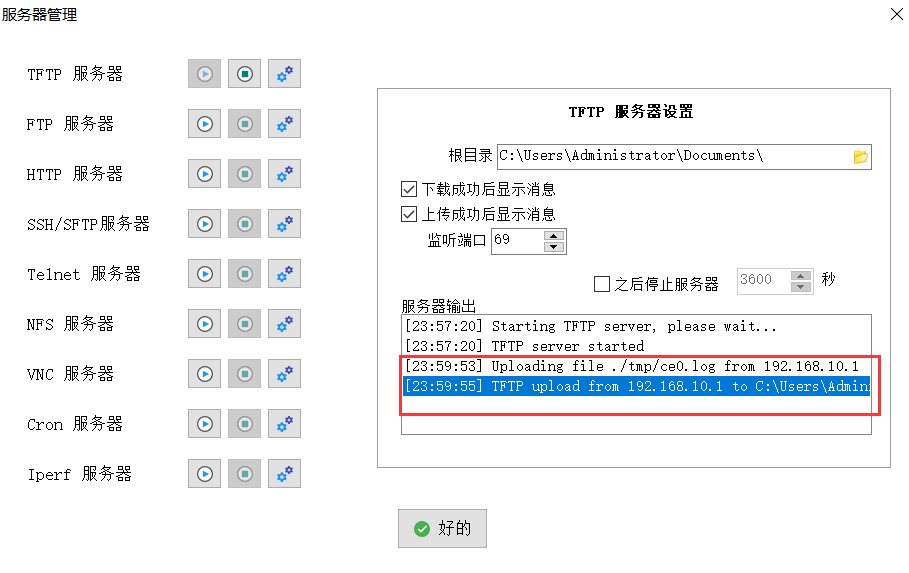 服务器管理
TFTP 服务器
FTP 服务器
HTTP 服务器
SSH/SFTP服务器
Telnet 服务器
NFS 服务器
VNC 服务器
Cron 服务器
Iperf 服务器
TFTP 服务器设置
根目录 C:\Users\Administrator\Documents\
下载成功后显示消息
上传成功后显示消息
监听端口 69
之后停止服务器 3600 秒
服务器输出
[23:57:20] Starting TFTP server, please wait...
[23:57:20] TFTP server started
[23:59:53] Uploading file ./tmp/ce0.log from 192.168.10.1
[23:59:55] TFTP upload from 192.168.10.1 to C:\Users\Admin
好的